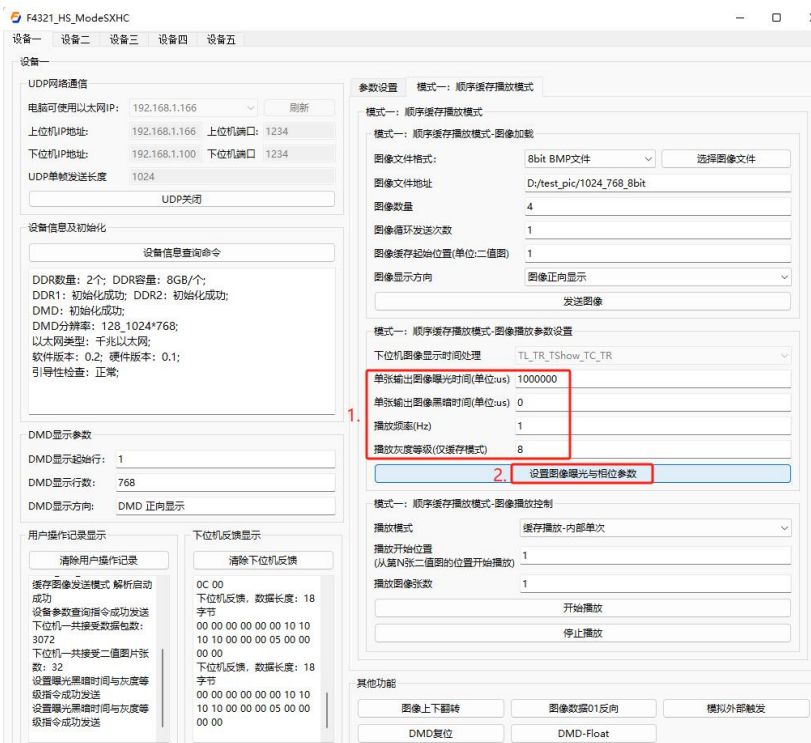 F4321_HS_ModeSXHC
设备一 设备二 设备三 设备四 设备五
设备一
UDP网络通信
电脑可使用以太网IP: 192.168.1.166 刷新
上位机IP地址: 192.168.1.166 上位机端口: 1234
下位机IP地址: 192.168.1.100 下位机端口 1234
UDP单帧发送长度 1024
UDP关闭
设备信息及初始化
设备信息查询命令
DDR数量: 2个; DDR容量: 8GB/个;
DDR1: 初始化成功; DDR2: 初始化成功;
DMD: 初始化成功;
DMD分辨率: 128_1024*768;
以太网类型: 千兆以太网;
软件版本: 0.2; 硬件版本: 0.1;
引导性检查: 正常;
DMD显示参数
DMD显示起始行: 1
DMD显示行数: 768
DMD显示方向: DMD 正向显示
用户操作记录显示
清除用户操作记录
缓存图像发送模式 解析启动
成功
设备参数查询指令成功发送
下位机一共接受数据包数:
3072
下位机一共接受二值图片张
数: 32
设置曝光黑暗时间与灰度等
级指令成功发送
设置曝光黑暗时间与灰度等
级指令成功发送
下位机反馈显示
清除下位机反馈
0C 00
下位机反馈, 数据长度: 18
字节
00 00 00 00 00 00 10 10
10 10 00 00 00 05 00 00
00 00
下位机反馈, 数据长度: 18
字节
00 00 00 00 00 00 10 10
10 10 00 00 00 05 00 00
00 00
参数设置 模式一: 顺序缓存播放模式
模式一: 顺序缓存播放模式
模式一: 顺序缓存播放模式-图像加载
图像文件格式: 8bit BMP文件 选择图像文件
图像文件地址 D:/test_pic/1024_768_8bit
图像数量 4
图像循环发送次数 1
图像缓存起始位置(单位:二值图) 1
图像显示方向 图像正向显示
发送图像
模式一: 顺序缓存播放模式-图像播放参数设置
下位机图像显示时间处理 TL_TR_TShow_TC_TR
单张输出图像曝光时间(单位:us) 1000000
单张输出图像黑暗时间(单位:us) 0
1.
播放频率(Hz) 1
播放灰度等级(仅缓存模式) 8
2. 设置图像曝光与相位参数
模式一: 顺序缓存播放模式-图像播放控制
播放模式 缓存播放-内部单次
播放开始位置
(从第N张二值图的位置开始播放) 1
播放图像张数 1
开始播放
停止播放
其他功能
图像上下翻转 图像数据01反向 模拟外部触发
DMD复位 DMD-Float